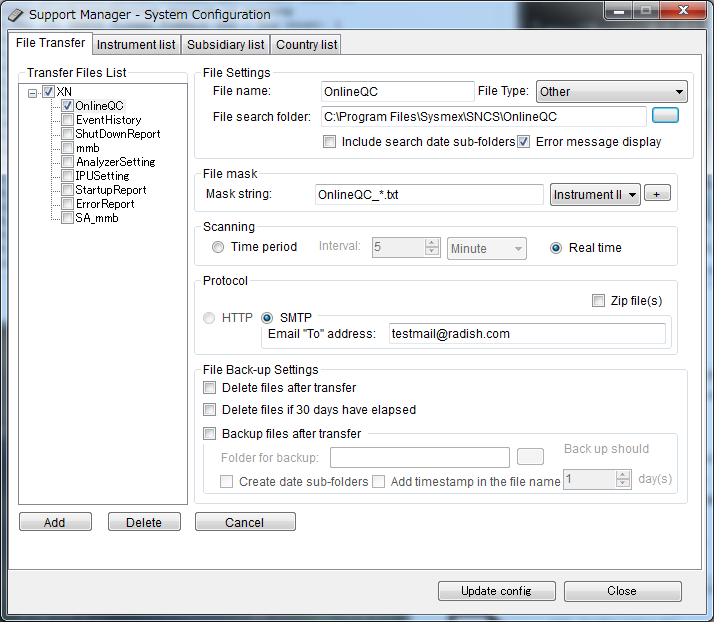 Support Manager - System Configuration
File Transfer Instrument list Subsidiary list Country list
Transfer Files List
XN
OnlineQC
EventHistory
ShutDownReport
mmb
AnalyzerSetting
IPUSetting
StartupReport
ErrorReport
SA_mmb
Add Delete Cancel
File Settings
File name: OnlineQC File Type: Other
File search folder: C:\Program Files\Sysmex\SNCS\OnlineQC
Include search date sub-folders Error message display
File mask
Mask string: OnlineQC_*.txt Instrument II +
Scanning
Time period Interval: 5 Minute Real time
Protocol
Zip file(s)
HTTP SMTP
Email "To" address: testmail@radish.com
File Back-up Settings
Delete files after transfer
Delete files if 30 days have elapsed
Backup files after transfer
Folder for backup: Back up should
Create date sub-folders Add timestamp in the file name 1 day(s)
Update config Close